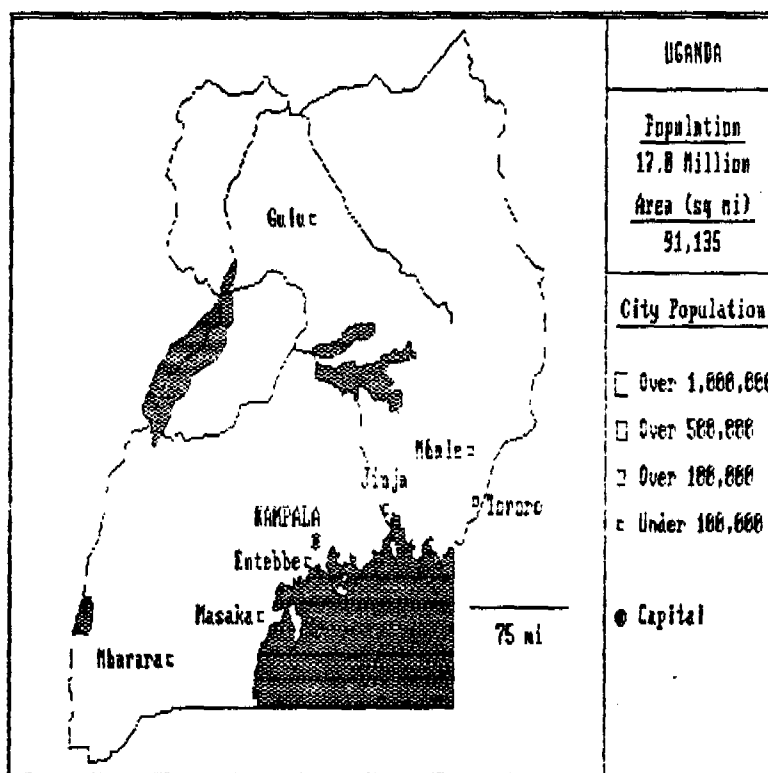 UGANDA
Population
17.8 Million
Area (sq mi)
91,135
City Population
Over 1,000,000
Over 500,000
Over 100,000
Under 100,000
Capital
Gulu
Mbale
Jinja
Tororo
KAMPALA
Entebbe
Masaka
75 mi
Mbarara